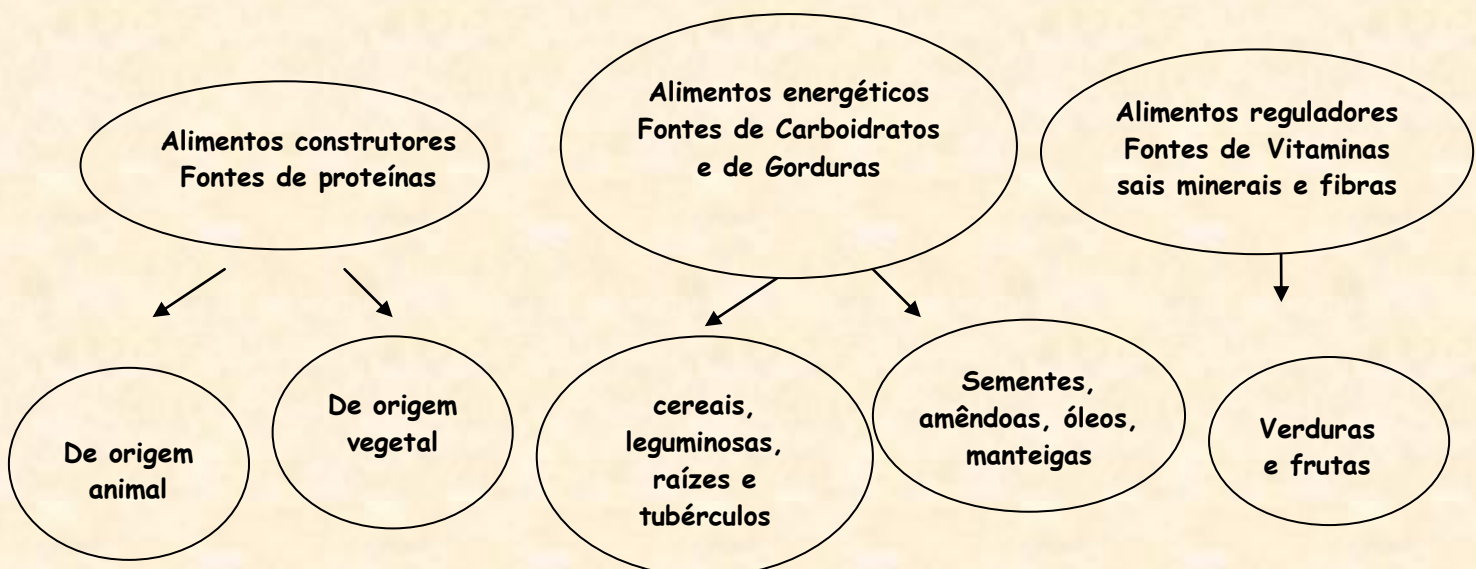 Alimentos construtores
Fontes de proteínas
Alimentos energéticos
Fontes de Carboidratos
e de Gorduras
Alimentos reguladores
Fontes de Vitaminas
sais minerais e fibras
De origem
animal
De origem
vegetal
cereais,
leguminosas,
raízes e
tubérculos
Sementes,
amêndoas, óleos,
manteigas
Verduras
e frutas